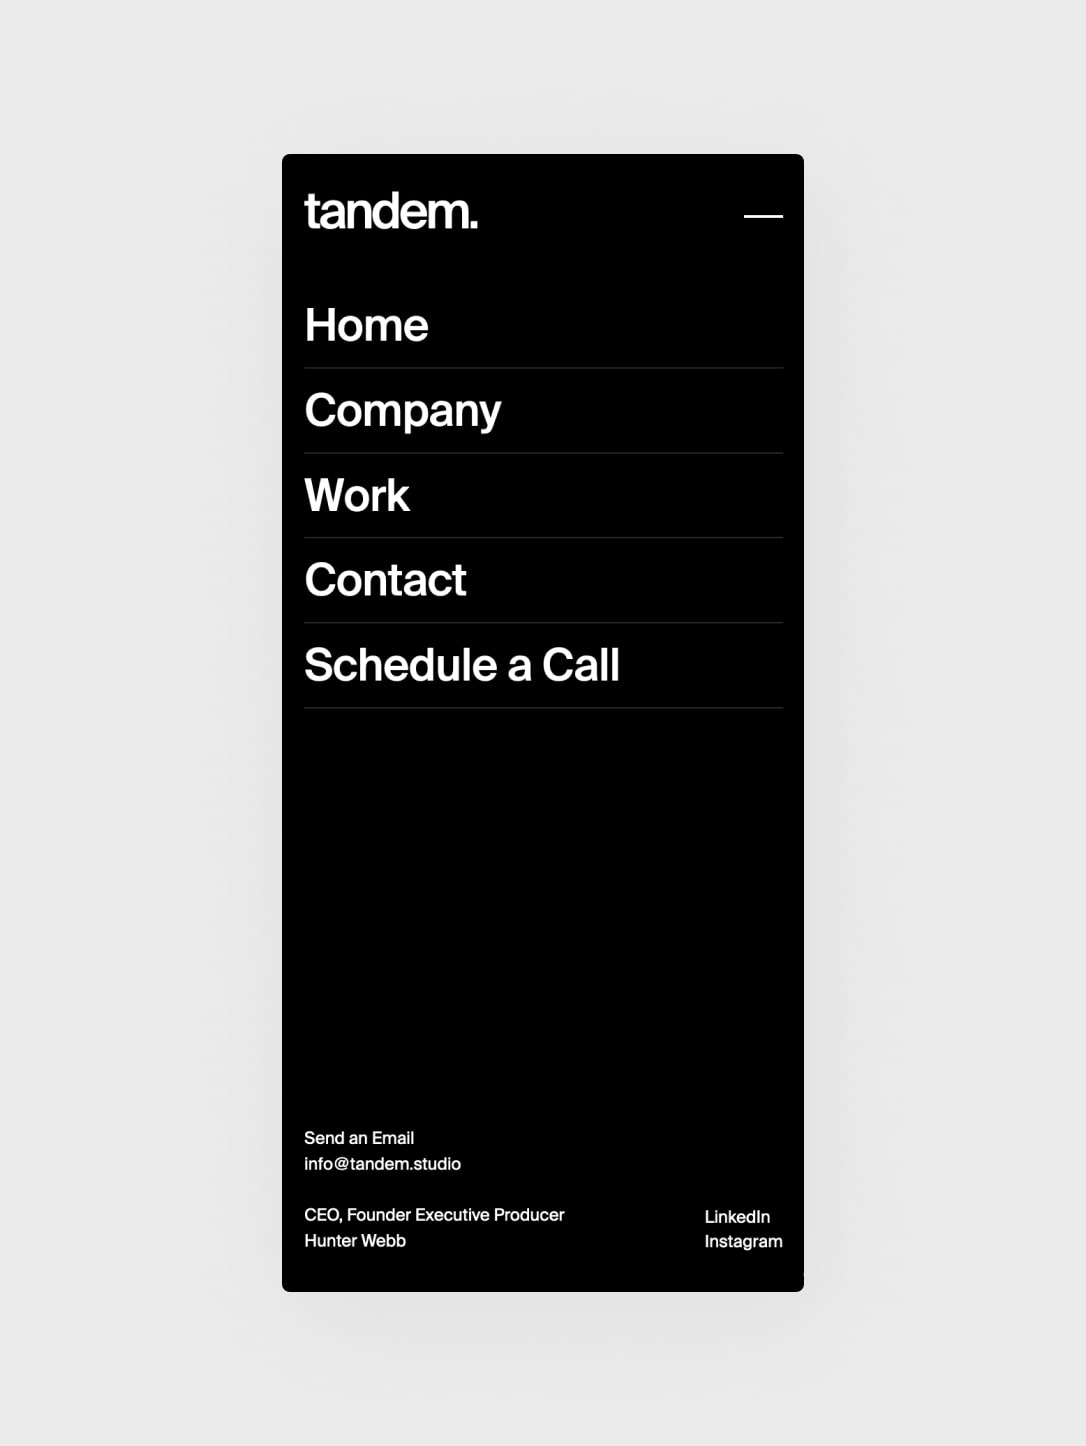 tandem.
Home
Company
Work
Contact
Schedule a Call
Send an Email
info@tandem.studio
CEO, Founder Executive Producer
Hunter Webb
LinkedIn
Instagram